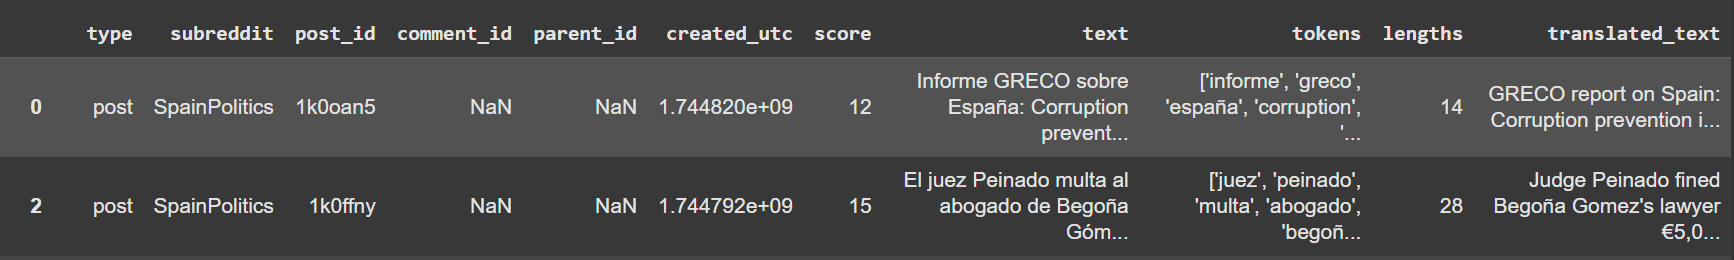 type subreddit post_id comment_id parent_id created_utc score text tokens lengths translated_text
0 post SpainPolitics 1k0oan5 NaN NaN 1.744820e+09 12 Informe GRECO sobre España: Corruption prevent... ['informe', 'greco', 'españa', 'corruption', '... 14 GRECO report on Spain: Corruption prevention i...
2 post SpainPolitics 1k0ffny NaN NaN 1.744792e+09 15 El juez Peinado multa al abogado de Begoña Góm... ['juez', 'peinado', 'multa', 'abogado', 'begoñ... 28 Judge Peinado fined Begoña Gomez's lawyer €5,0...